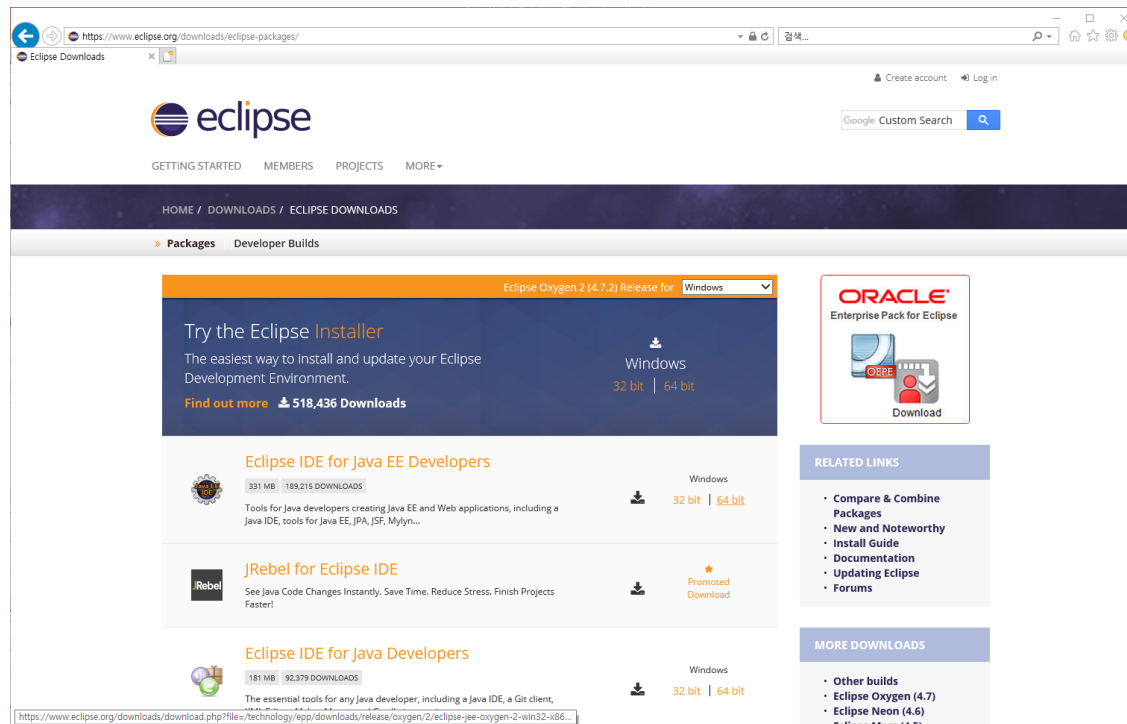 https://www.eclipse.org/downloads/eclipse-packages/
검색...
Eclipse Downloads
Create account
Log in
eclipse
Google Custom Search
GETTING STARTED
MEMBERS
PROJECTS
MORE
HOME / DOWNLOADS / ECLIPSE DOWNLOADS
» Packages
Developer Builds
Eclipse Oxygen.2 (4.7.2) Release for Windows
Try the Eclipse Installer
The easiest way to install and update your Eclipse
Development Environment.
Find out more 518,436 Downloads
Windows
32 bit | 64 bit
ORACLE
Enterprise Pack for Eclipse
OEPE
Download
Eclipse IDE for Java EE Developers
331 MB 189,215 DOWNLOADS
Tools for Java developers creating Java EE and Web applications, including a
Java IDE, tools for Java EE, JPA, JSF, Mylyn...
Java EE
IDE
Windows
32 bit | 64 bit
JRebel for Eclipse IDE
See Java Code Changes Instantly. Save Time. Reduce Stress. Finish Projects
Faster!
JRebel
Promoted
Download
Eclipse IDE for Java Developers
181 MB 92,379 DOWNLOADS
The essential tools for any Java developer, including a Java IDE, a Git client,
Windows
32 bit | 64 bit
RELATED LINKS
Compare & Combine
Packages
New and Noteworthy
Install Guide
Documentation
Updating Eclipse
Forums
MORE DOWNLOADS
Other builds
Eclipse Oxygen (4.7)
Eclipse Neon (4.6)
https://www.eclipse.org/downloads/download.php?file=/technology/epp/downloads/release/oxygen/2/eclipse-jee-oxygen-2-win32-x86...